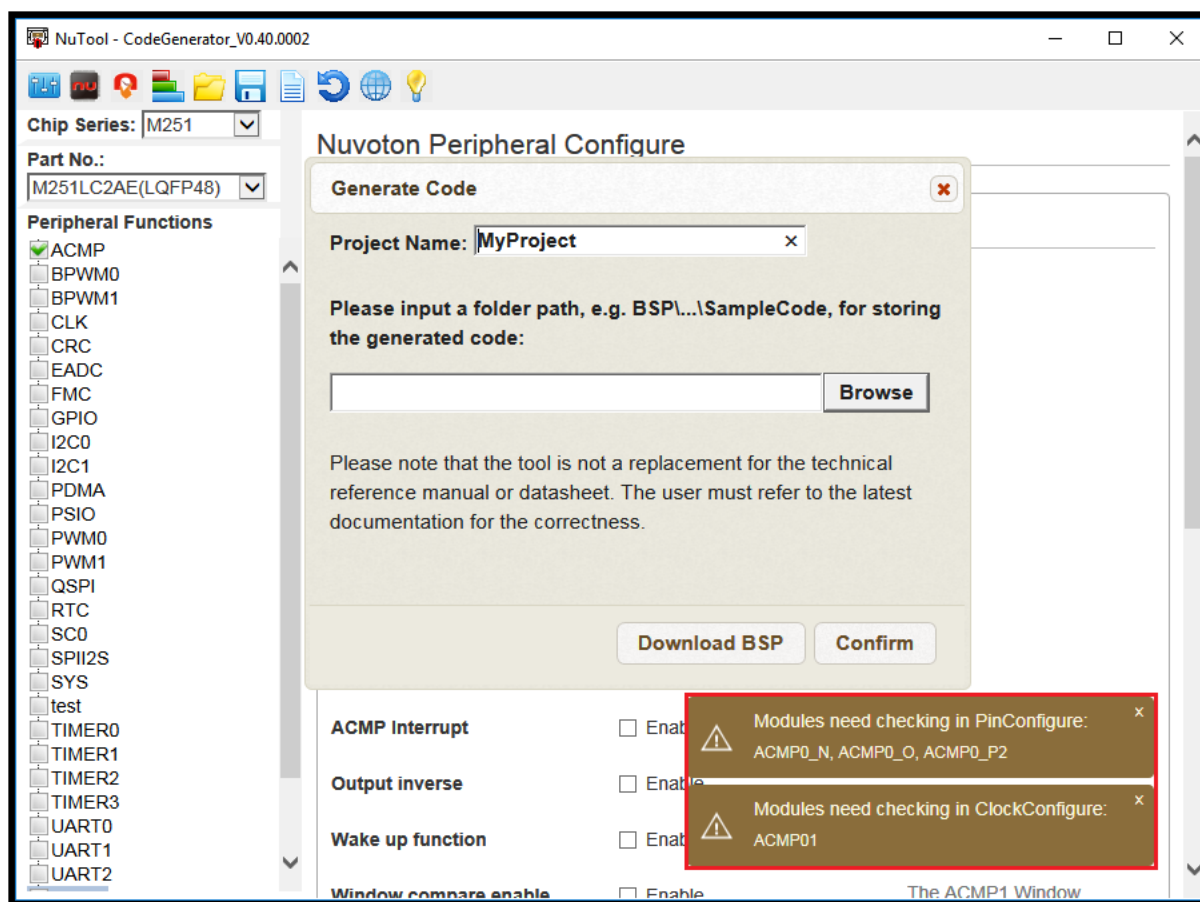 NuTool - CodeGenerator_V0.40.0002
Chip Series: M251
Part No.:
M251LC2AE(LQFP48)
Peripheral Functions
ACMP
BPWM0
BPWM1
CLK
CRC
EADC
FMC
GPIO
I2C0
I2C1
PDMA
PSIO
PWM0
PWM1
QSPI
RTC
SC0
SPII2S
SYS
test
TIMER0
TIMER1
TIMER2
TIMER3
UART0
UART1
UART2
Nuvoton Peripheral Configure
Generate Code
Project Name: MyProject
Please input a folder path, e.g. BSP\...\SampleCode, for storing
the generated code:
Browse
Please note that the tool is not a replacement for the technical
reference manual or datasheet. The user must refer to the latest
documentation for the correctness.
Download BSP Confirm
ACMP Interrupt Enab
Output inverse Enable
Wake up function Enab
Window compare enable Enable The ACMP1 Window
Modules need checking in PinConfigure:
ACMP0_N, ACMP0_O, ACMP0_P2
Modules need checking in ClockConfigure:
ACMP01